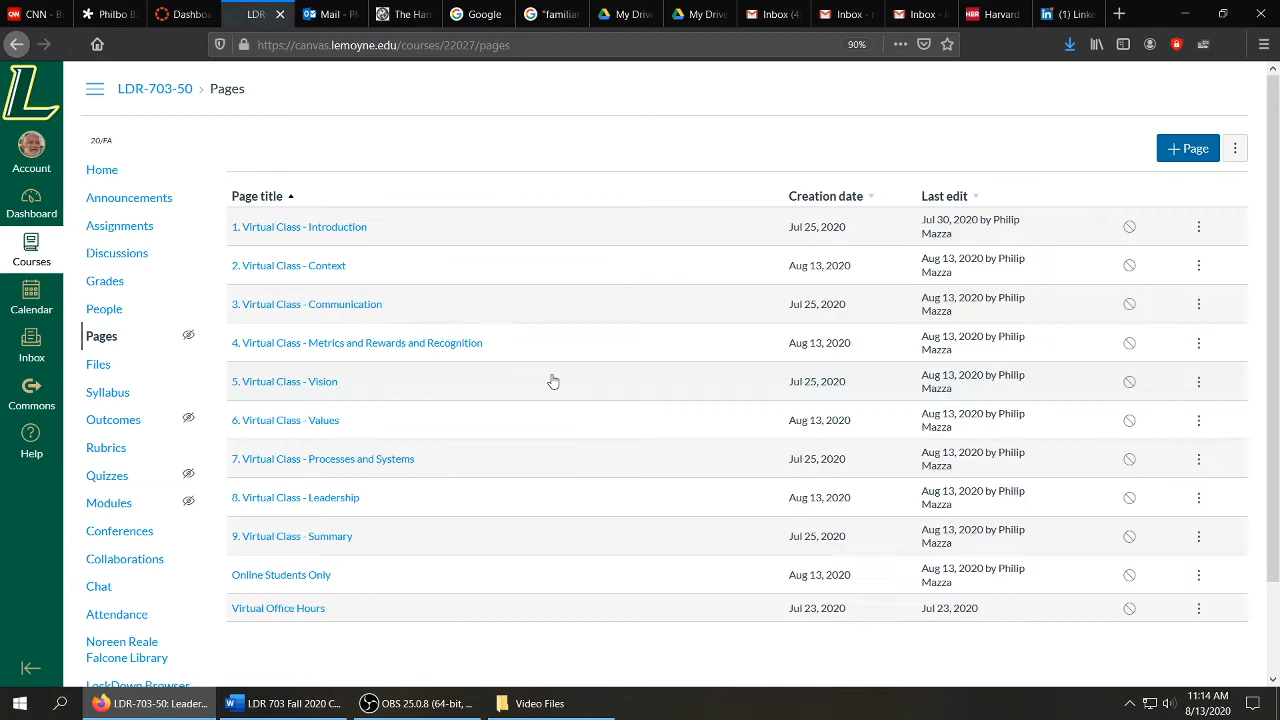 CNN - B
Philbo B
Dashboa
LDR
Mail - P
The Harr
Google
*familiar
My Drive
My Drive
Inbox (4
Inbox -
Inbox - i
HBR Harvard
(1) Linke
https://canvas.lemoyne.edu/courses/22027/pages
90%
L
LDR-703-50 › Pages
20/FA
+ Page
Account
Dashboard
Courses
Calendar
Inbox
Commons
Help
Home
Announcements
Assignments
Discussions
Grades
People
Pages
Files
Syllabus
Outcomes
Rubrics
Quizzes
Modules
Conferences
Collaborations
Chat
Attendance
Noreen Reale
Falcone Library
LockDown Browser
Page title Creation date Last edit
1. Virtual Class - Introduction Jul 25, 2020 Jul 30, 2020 by Philip
Mazza
2. Virtual Class - Context Aug 13, 2020 Aug 13, 2020 by Philip
Mazza
3. Virtual Class - Communication Jul 25, 2020 Aug 13, 2020 by Philip
Mazza
4. Virtual Class - Metrics and Rewards and Recognition Aug 13, 2020 Aug 13, 2020 by Philip
Mazza
5. Virtual Class - Vision Jul 25, 2020 Aug 13, 2020 by Philip
Mazza
6. Virtual Class - Values Aug 13, 2020 Aug 13, 2020 by Philip
Mazza
7. Virtual Class - Processes and Systems Jul 25, 2020 Aug 13, 2020 by Philip
Mazza
8. Virtual Class - Leadership Aug 13, 2020 Aug 13, 2020 by Philip
Mazza
9. Virtual Class - Summary Jul 25, 2020 Aug 13, 2020 by Philip
Mazza
Online Students Only Aug 13, 2020 Aug 13, 2020 by Philip
Mazza
Virtual Office Hours Jul 23, 2020 Jul 23, 2020
LDR-703-50: Leader...
LDR 703 Fall 2020 C...
OBS 25.0.8 (64-bit, ...
Video Files
11:14 AM
8/13/2020